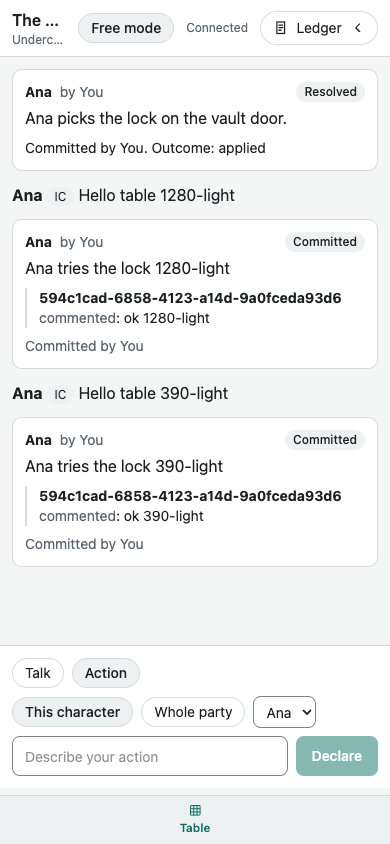 The ...
Underc...
Free mode
Connected
Ledger
Ana by You
Resolved
Ana picks the lock on the vault door.
Committed by You. Outcome: applied
Ana IC Hello table 1280-light
Ana by You
Committed
Ana tries the lock 1280-light
594c1cad-6858-4123-a14d-9a0fceda93d6
commented: ok 1280-light
Committed by You
Ana IC Hello table 390-light
Ana by You
Committed
Ana tries the lock 390-light
594c1cad-6858-4123-a14d-9a0fceda93d6
commented: ok 390-light
Committed by You
Talk
Action
This character
Whole party
Ana
Describe your action
Declare
Table